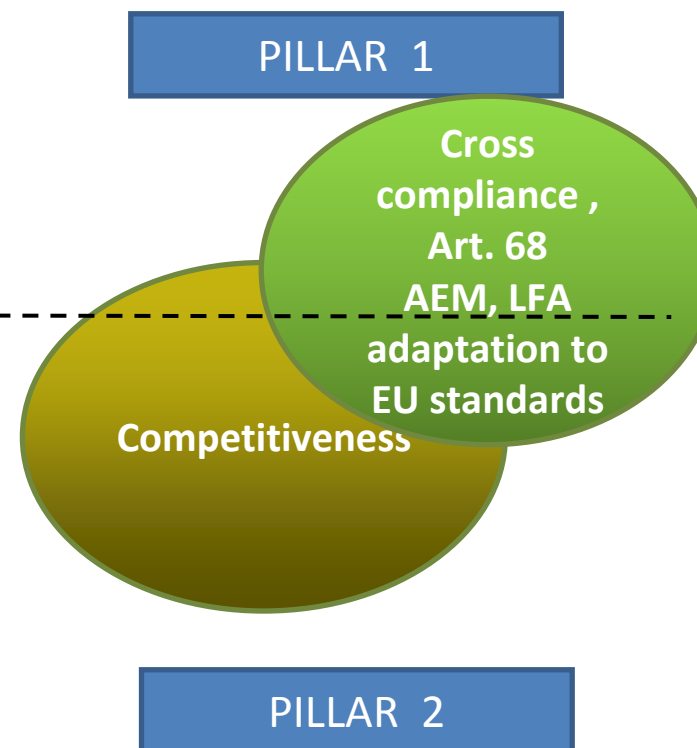 PILLAR 1
Cross
compliance ,
Art. 68
AEM, LFA
adaptation to
EU standards
Competitiveness
PILLAR 2